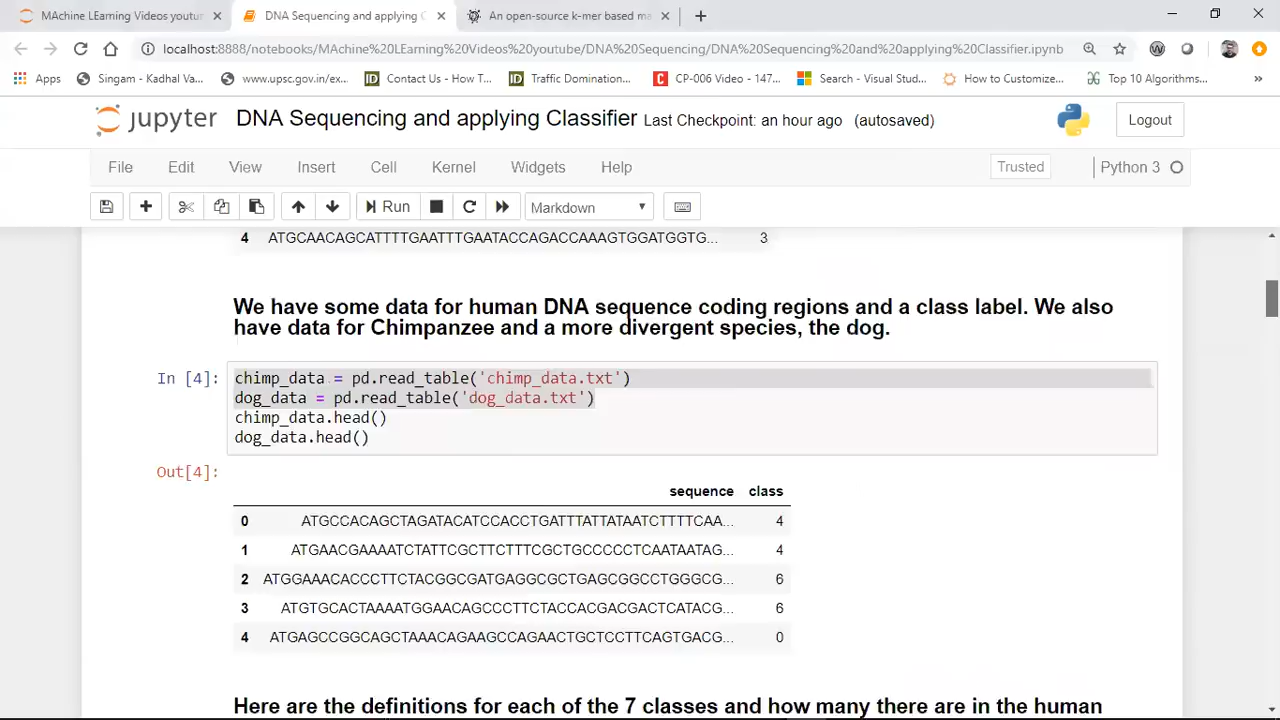 MAchine LEarning Videos youtu
DNA Sequencing and applying C
An open-source k-mer based ma
localhost:8888/notebooks/MAchine%20LEarning%20Videos%20youtube/DNA%20Sequencing/DNA%20Sequencing%20and%20applying%20Classifier.ipynb
Apps
Singam - Kadhal Va...
www.upsc.gov.in/ex...
Contact Us - How T...
Traffic Domination...
CP-006 Video - 147...
Search - Visual Stud...
How to Customize...
Top 10 Algorithms...
»
jupyter DNA Sequencing and applying Classifier Last Checkpoint: an hour ago (autosaved)
Logout
File Edit View Insert Cell Kernel Widgets Help
Trusted
Python 3
Run
Markdown
4 ATGCAACAGCATTTTGAATTTGAATACCAGACCAAAGTGGATGGTG... 3
We have some data for human DNA sequence coding regions and a class label. We also
have data for Chimpanzee and a more divergent species, the dog.
In [4]:
chimp_data = pd.read_table('chimp_data.txt')
dog_data = pd.read_table('dog_data.txt')
chimp_data.head()
dog_data.head()
Out[4]:
sequence class
0 ATGCCACAGCTAGATACATCCACCTGATTTATTATAATCTTTTCAA... 4
1 ATGAACGAAAATCTATTCGCTTCTTTCGCTGCCCCCTCAATAATAG... 4
2 ATGGAAACACCCTTCTACGGCGATGAGGCGCTGAGCGGCCTGGGCG... 6
3 ATGTGCACTAAAATGGAACAGCCCTTCTACCACGACGACTCATACG... 6
4 ATGAGCCGGCAGCTAAACAGAAGCCAGAACTGCTCCTTCAGTGACG... 0
Here are the definitions for each of the 7 classes and how many there are in the human